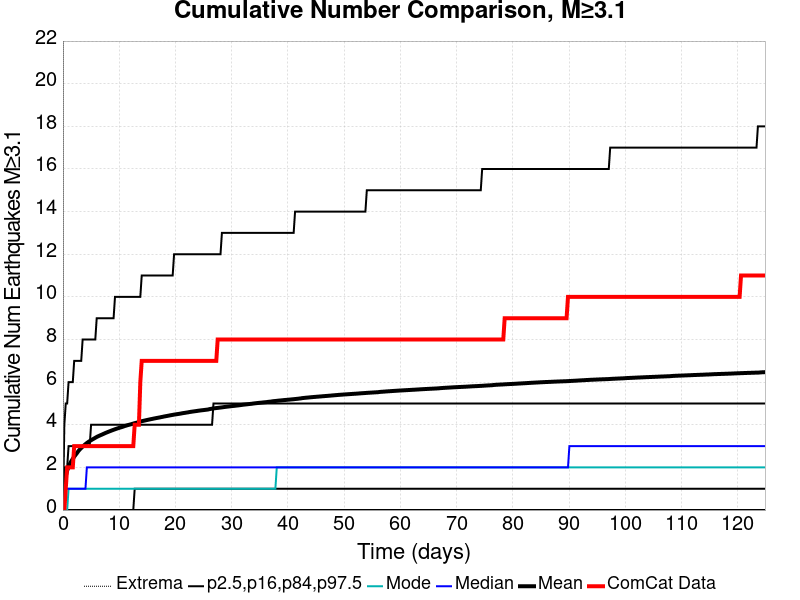 Cumulative Number Comparison, M≥3.1
Cumulative Num Earthquakes M≥3.1
22
20
18
16
14
12
10
8
6
4
2
0
0 10 20 30 40 50 60 70 80 90 100 110 120
Time (days)
Extrema p2.5,p16,p84,p97.5 Mode Median Mean ComCat Data